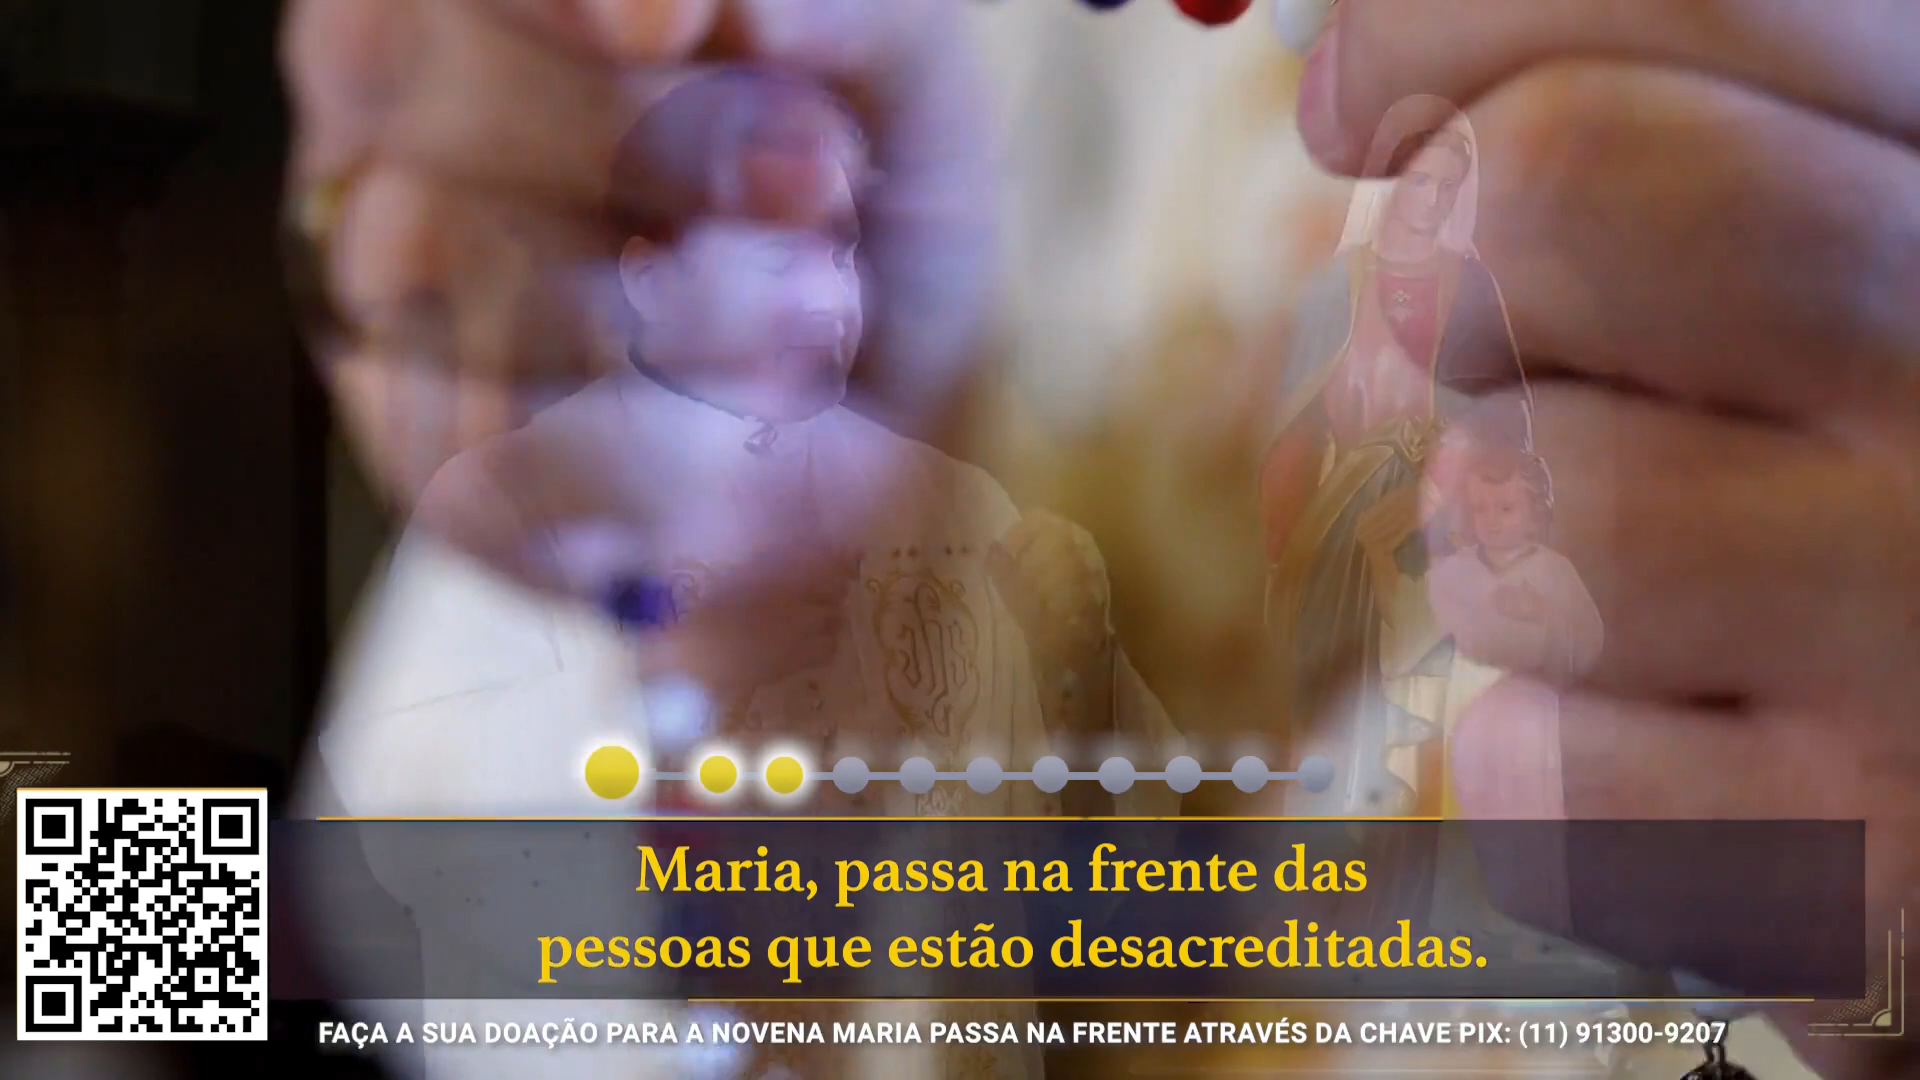 Maria, passa na frente das
pessoas que estão desacreditadas.
FAÇA A SUA DOAÇÃO PARA A NOVENA MARIA PASSA NA FRENTE ATRAVÉS DA CHAVE PIX: (11) 91300-9207